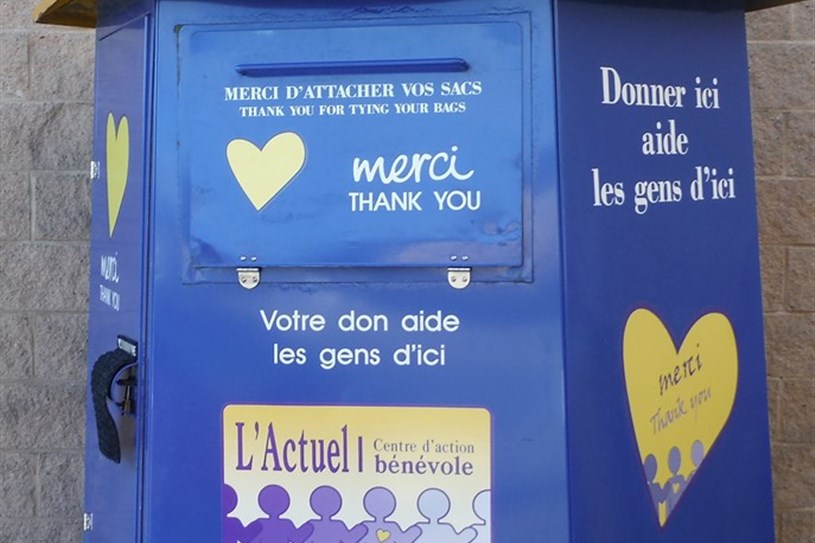 MERCI D'ATTACHER VOS SACS
THANK YOU FOR TYING YOUR BAGS
merci
THANK YOU
Votre don aide
les gens d'ici
L'Actuel
Centre d'action
bénévole
Donner ici
aide
les gens d'ici
merci
Thank you
merci
THANK YOU